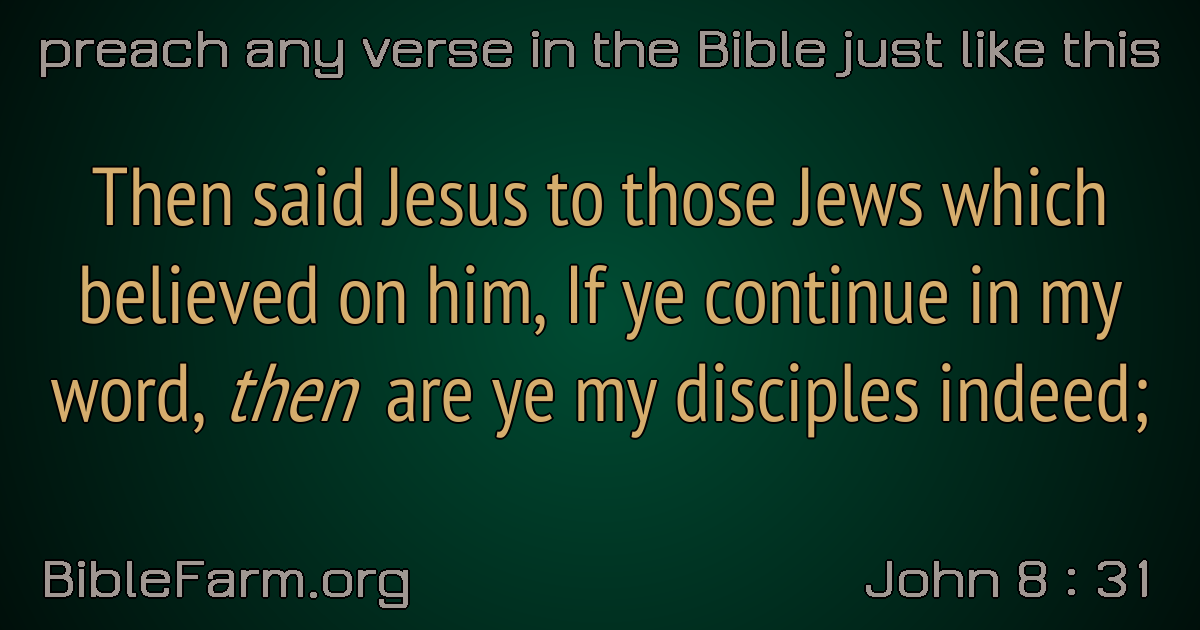 preach any verse in the Bible just like this
Then said Jesus to those Jews which
believed on him, If ye continue in my
word, then are ye my disciples indeed;
BibleFarm.org
John 8 : 31